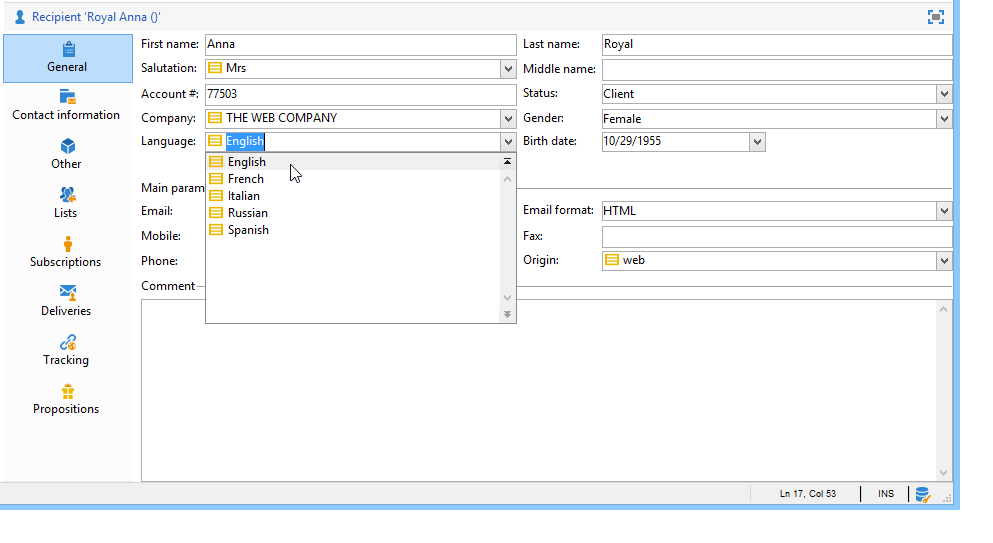 Recipient 'Royal Anna ()'
General
Contact information
Other
Lists
Subscriptions
Deliveries
Tracking
Propositions
First name: Anna
Last name: Royal
Salutation: Mrs
Middle name:
Account #: 77503
Status: Client
Company: THE WEB COMPANY
Gender: Female
Language: English
Birth date: 10/29/1955
English
French
Italian
Russian
Spanish
Main param
Email:
Email format: HTML
Mobile:
Fax:
Phone:
Origin: web
Comment
Ln 17, Col 53
INS